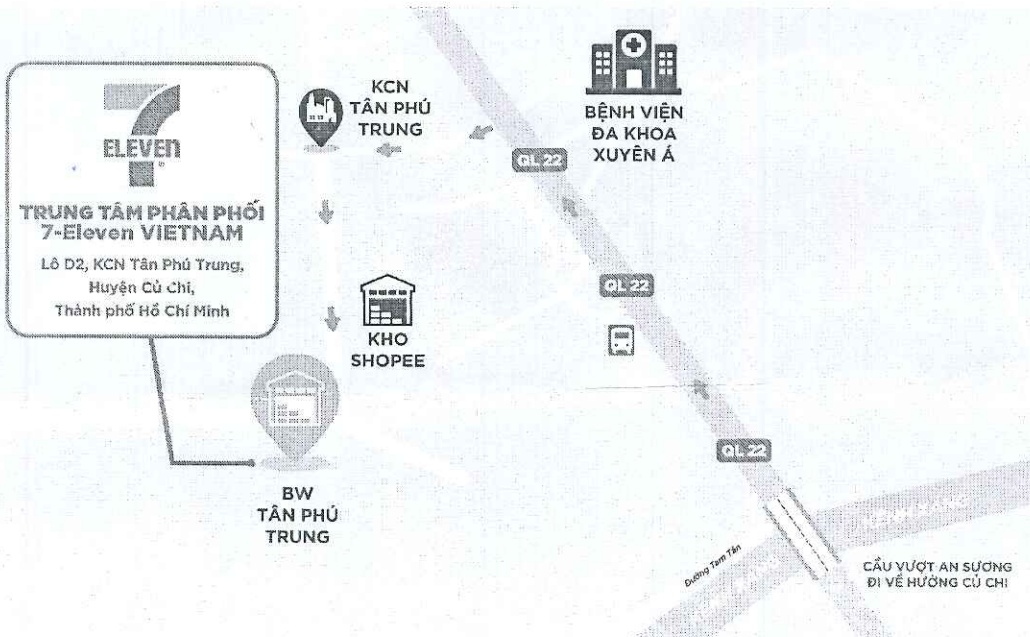 ELEVEN
TRUNG TÂM PHÂN PHỐI
7-Eleven VIETNAM
Lô D2, KCN Tân Phú Trung,
Huyện Củ Chi,
Thành phố Hồ Chí Minh
KCN
TÂN PHÚ
TRUNG
BỆNH VIỆN
ĐA KHOA
XUYÊN Á
QL 22
QL 22
KHO
SHOPEE
QL 22
BW
TÂN PHÚ
TRUNG
Đường Tam Tân
CẦU VƯỢT AN SƯƠNG
ĐI VỀ HƯỚNG CỦ CHI